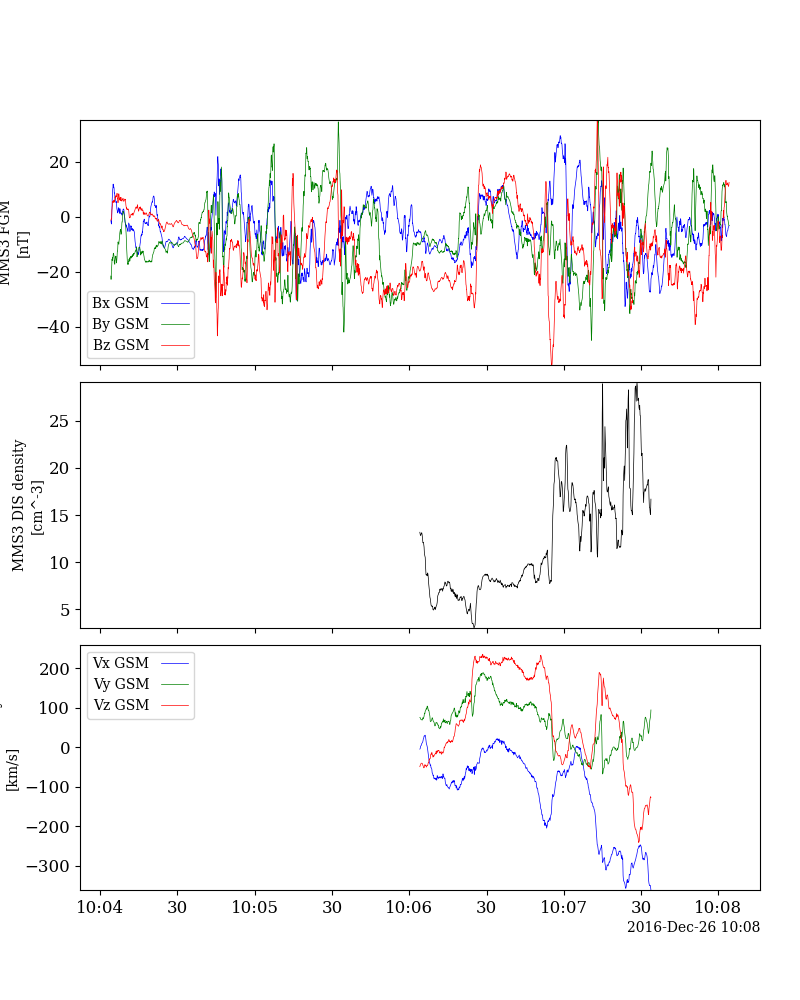 MMS3 FGM
[nT]
20
0
−20
−40
Bx GSM
By GSM
Bz GSM
MMS3 DIS density
[cm^-3]
25
20
15
10
5
[km/s]
200
100
0
−100
−200
−300
Vx GSM
Vy GSM
Vz GSM
10:04 30 10:05 30 10:06 30 10:07 30 10:08
2016-Dec-26 10:08